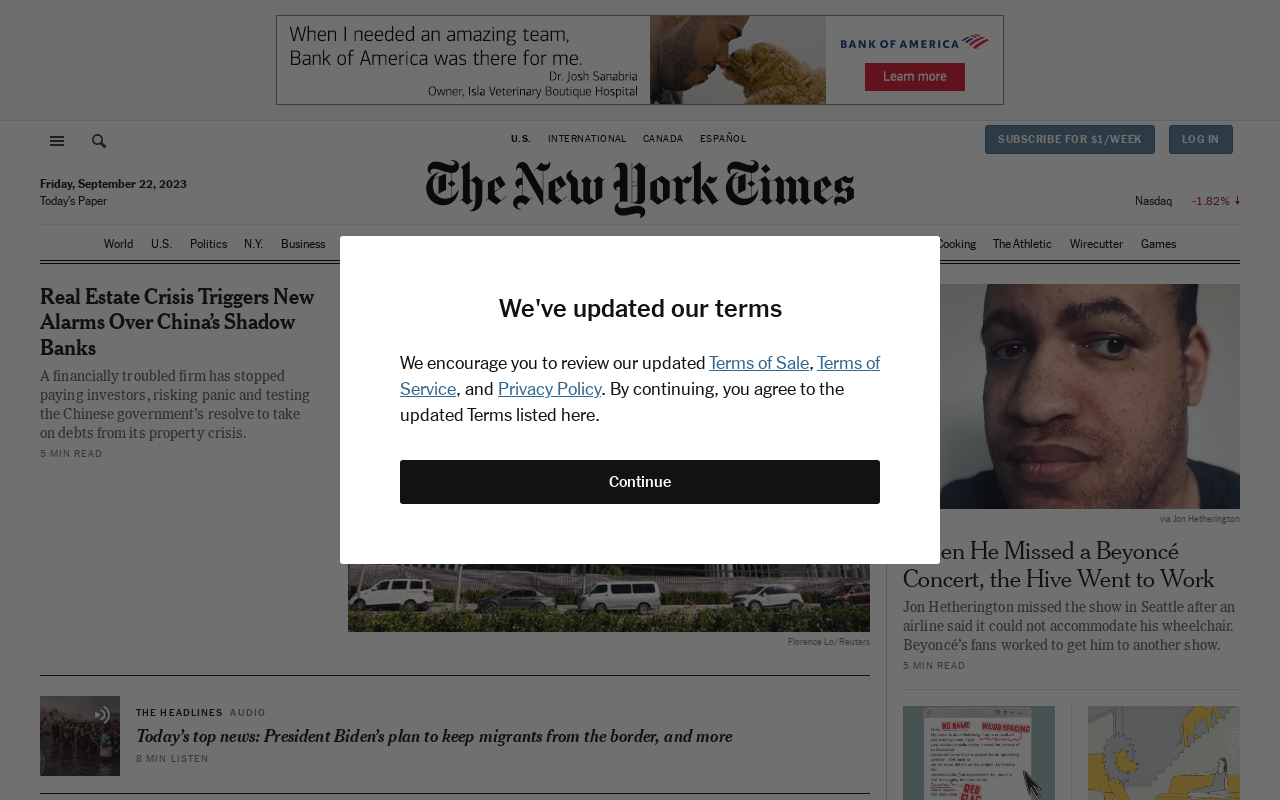 When I needed an amazing team,
Bank of America was there for me.
Dr. Josh Sanabria
Owner, Isla Veterinary Boutique Hospital
BANK OF AMERICA
Learn more
U.S. INTERNATIONAL CANADA ESPAÑOL
SUBSCRIBE FOR $1/WEEK
LOG IN
The New York Times
Friday, September 22, 2023
Today's Paper
Nasdaq -1.82%
World U.S. Politics N.Y. Business Cooking The Athletic Wirecutter Games
We've updated our terms
We encourage you to review our updated Terms of Sale, Terms of
Service, and Privacy Policy. By continuing, you agree to the
updated Terms listed here.
Continue
Real Estate Crisis Triggers New
Alarms Over China's Shadow
Banks
A financially troubled firm has stopped
paying investors, risking panic and testing
the Chinese government's resolve to take
on debts from its property crisis.
5 MIN READ
Florence Lo/Reuters
via Jon Hetherington
en He Missed a Beyoncé
Concert, the Hive Went to Work
Jon Hetherington missed the show in Seattle after an
airline said it could not accommodate his wheelchair.
Beyoncé's fans worked to get him to another show.
5 MIN READ
THE HEADLINES AUDIO
Today's top news: President Biden's plan to keep migrants from the border, and more
8 MIN LISTEN
NO NAME
WEIRD SPACING
RED
FLAG